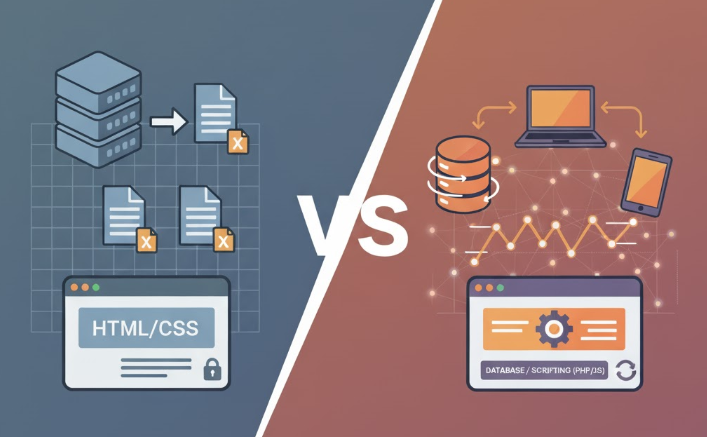 X
X
X
HTML/CSS
VS
DATABASE / SCRIPTING (PHP/JS)